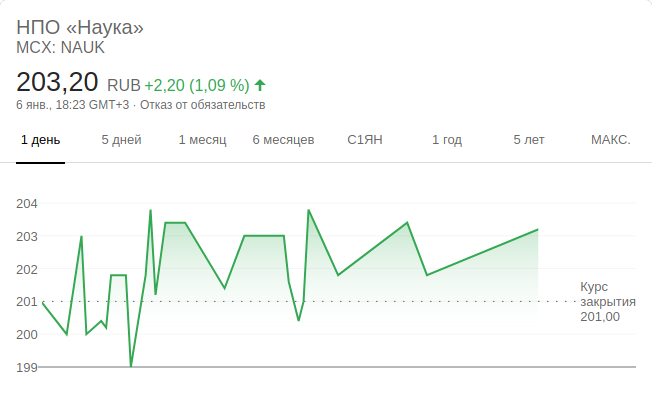 НПО «Наука»
MCX: NAUK
203,20 RUB +2,20 (1,09 %) ↑
6 янв., 18:23 GMT+3 · Отказ от обязательств
1 день 5 дней 1 месяц 6 месяцев С1ЯН 1 год 5 лет МАКС.
204
203
202
201
200
199
Курс
закрытия
201,00